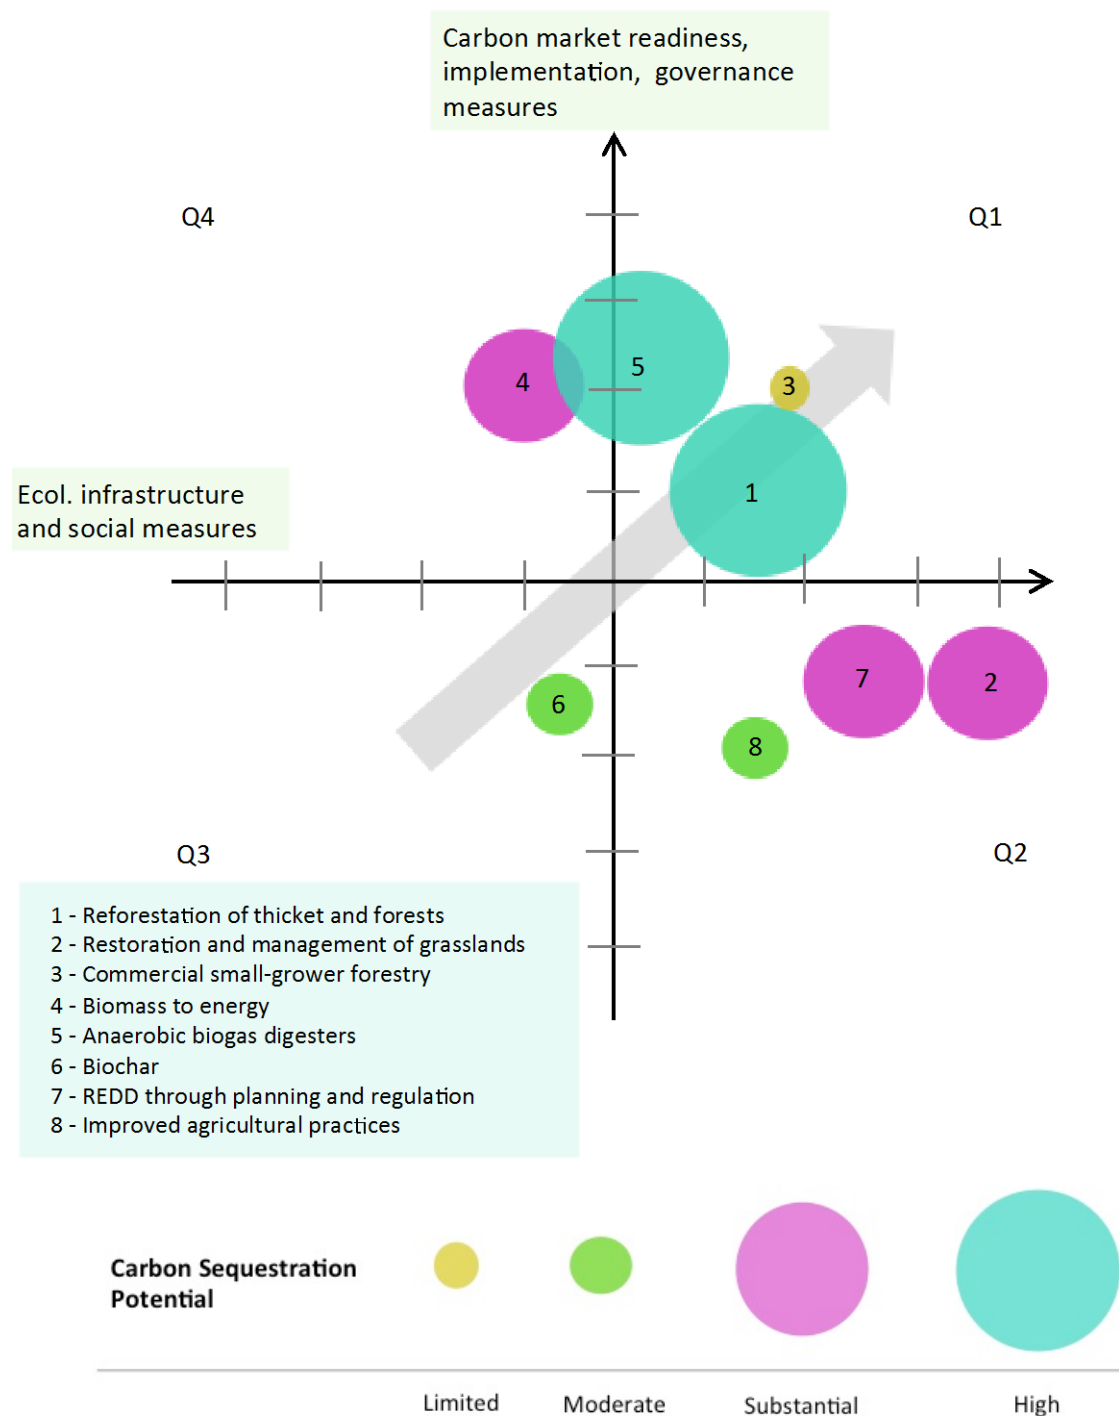 Carbon market readiness,
implementation, governance
measures
Q4
Q1
5
4
3
1
Ecol. infrastructure
and social measures
7
2
6
8
Q3
Q2
1 - Reforestation of thicket and forests
2 - Restoration and management of grasslands
3 - Commercial small-grower forestry
4 - Biomass to energy
5 - Anaerobic biogas digesters
6 - Biochar
7 - REDD through planning and regulation
8 - Improved agricultural practices
Carbon Sequestration
Potential
Limited
Moderate
Substantial
High